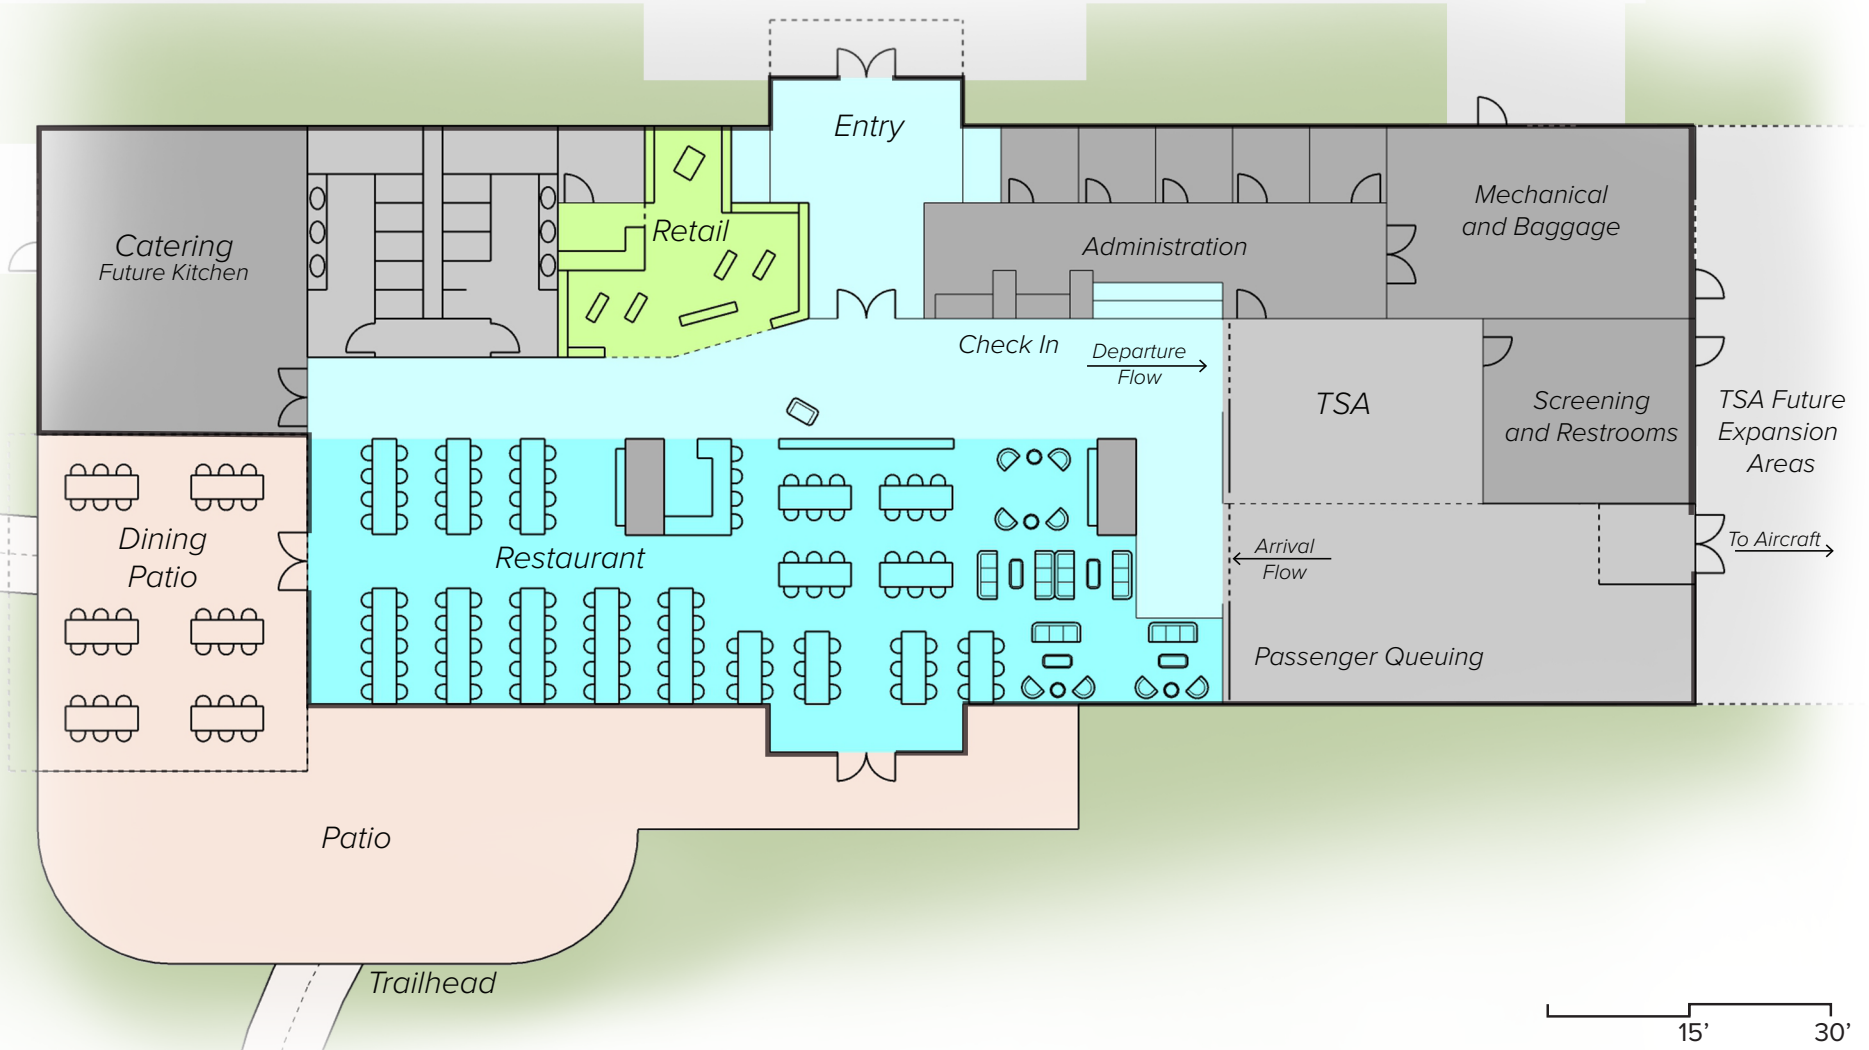 Entry
Mechanical
and Baggage
Retail
Catering
Future Kitchen
Administration
Check In
Departure
Flow
TSA
Screening
and Restrooms
TSA Future
Expansion
Areas
Dining
Patio
Restaurant
Arrival
Flow
To Aircraft
Passenger Queuing
Patio
Trailhead
15’
30’